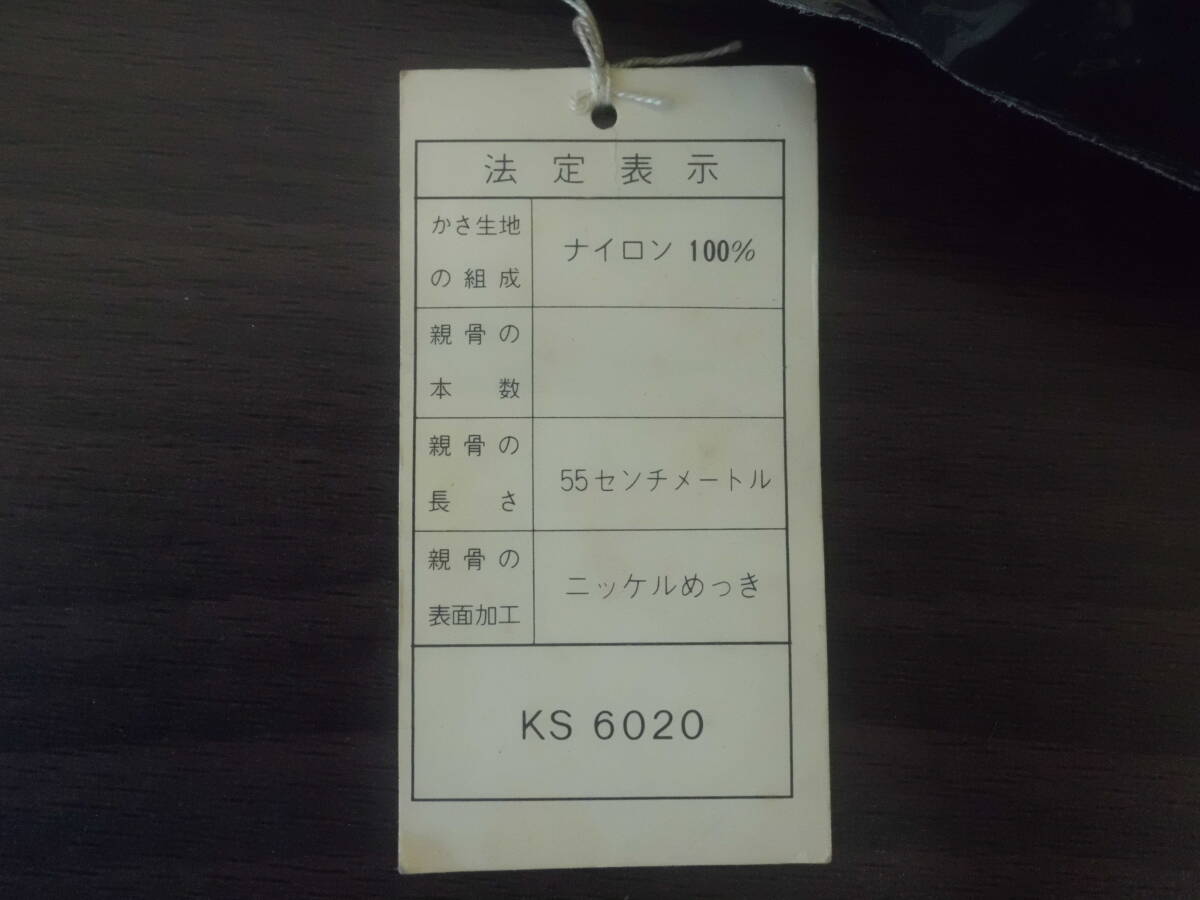 法定表示
かさ生地
の組成
ナイロン 100%
親骨の
本数
親骨の
長さ
55センチメートル
親骨の
表面加工
ニッケルめっき
KS 6020